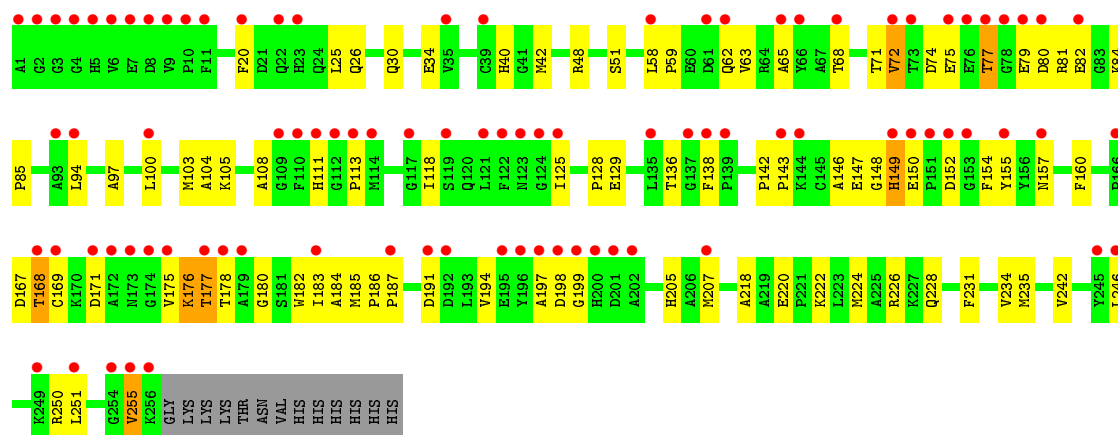 A1 G2 G3 G4 H5 V6 E7 D8 V9 P10 F11 F20 D21 Q22 H23 Q24 L25 Q26 Q30 E34 V35 C39 H40 G41 M42 R48 S51 L58 P59 E60 D61 Q62 V63 R64 A65 Y66 A67 T68 T71 V72 T73 D74 E75 E76 T77 G78 E79 D80 R81 E82 G83 K84
P85 A93 L94 A97 L100 M103 A104 K105 A108 G109 F110 H111 G112 P113 M114 G117 I118 S119 Q120 L121 F122 N123 G124 I125 P128 E129 L135 T136 G137 F138 P139 P142 P143 K144 C145 A146 E147 G148 H149 E150 P151 D152 G153 F154 Y155 Y156 N157 F160
D167 T168 C169 K170 D171 A172 N173 G174 V175 K176 T177 T178 A179 G180 S181 W182 I183 A184 M185 P186 P187 D191 D192 L193 V194 E195 Y196 A197 D198 G199 H200 D201 A202 H205 A206 M207 A218 A219 E220 P221 K222 L223 M224 A225 R226 K227 Q228 F231 V234 M235 V242 Y245
K249 R250 L251 G254 V255 K256 GLY LYS LYS LYS THR ASN VAL HIS HIS HIS HIS HIS HIS